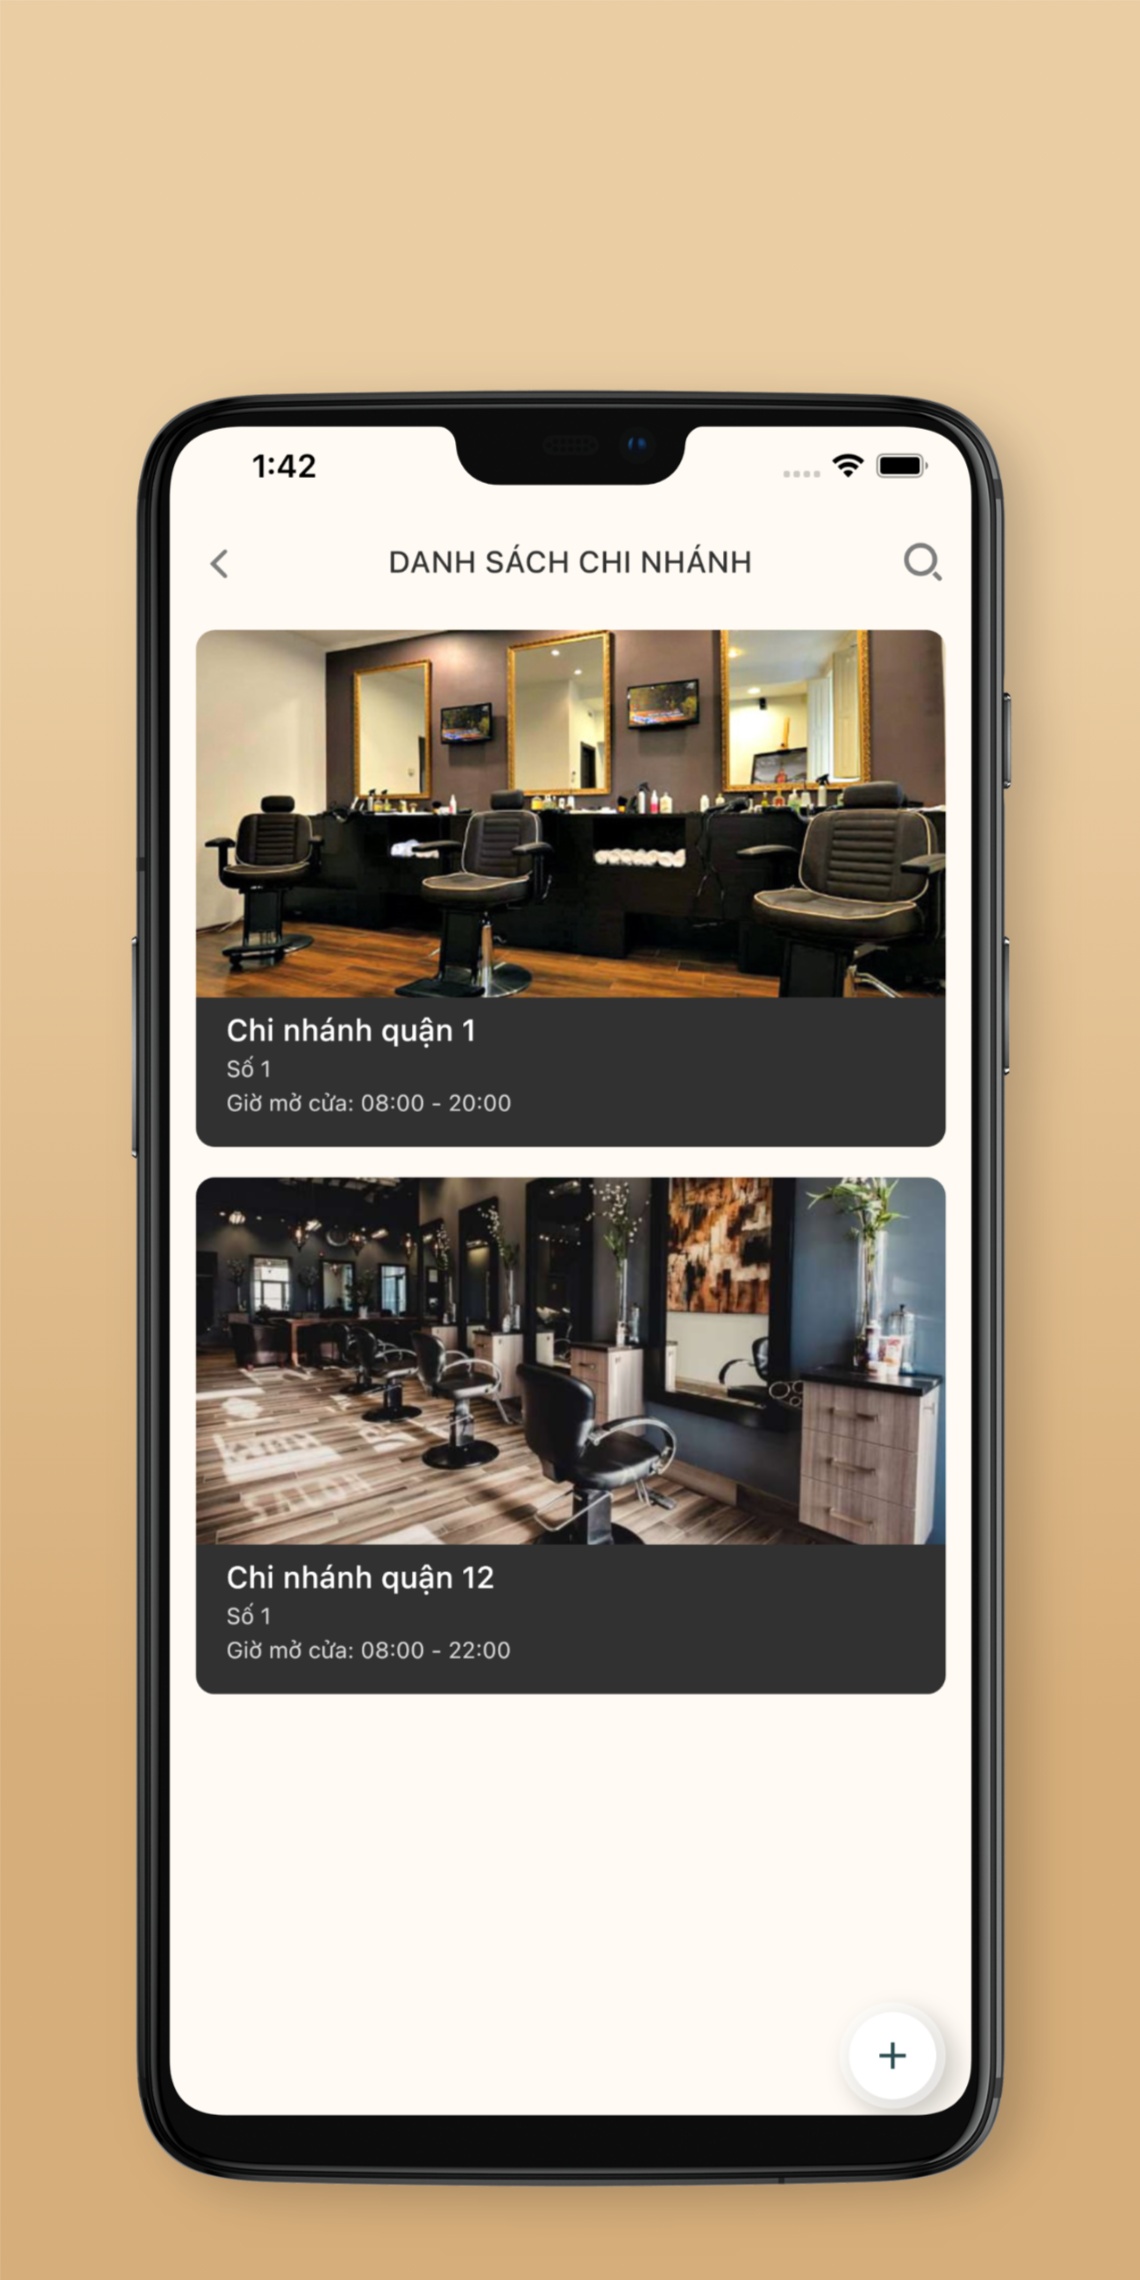 1:42
DANH SÁCH CHI NHÁNH
Chi nhánh quận 1
Số 1
Giờ mở cửa: 08:00 - 20:00
SALON
Chi nhánh quận 12
Số 1
Giờ mở cửa: 08:00 - 22:00